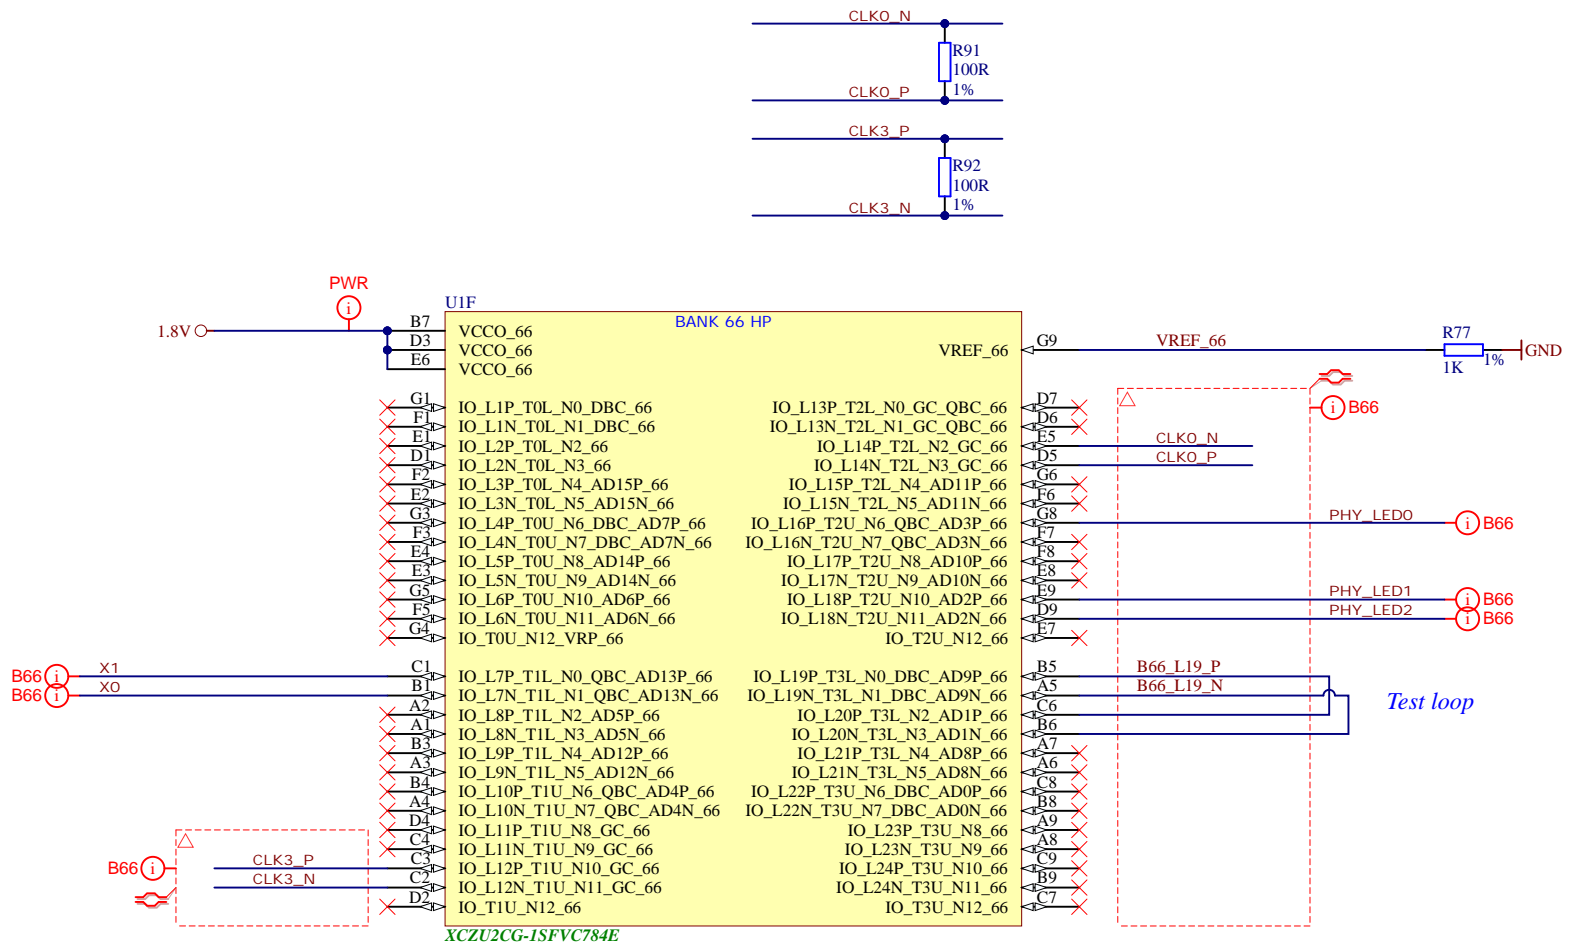 CLK0_N
R91
100R
1%
CLK0_P
CLK3_P
R92
100R
1%
CLK3_N
PWR
i
U1F
BANK 66 HP
1.8V
B7 VCCO_66
D3 VCCO_66
E6 VCCO_66
VREF_66 G9 VREF_66
R77
1K
1%
GND
i B66
G1 IO_L1P_T0L_N0_DBC_66
F1 IO_L1N_T0L_N1_DBC_66
E1 IO_L2P_T0L_N2_66
D1 IO_L2N_T0L_N3_66
F2 IO_L3P_T0L_N4_AD15P_66
E2 IO_L3N_T0L_N5_AD15N_66
G3 IO_L4P_T0U_N6_DBC_AD7P_66
F3 IO_L4N_T0U_N7_DBC_AD7N_66
E4 IO_L5P_T0U_N8_AD14P_66
E3 IO_L5N_T0U_N9_AD14N_66
G5 IO_L6P_T0U_N10_AD6P_66
F5 IO_L6N_T0U_N11_AD6N_66
G4 IO_T0U_N12_VRP_66
B66 i X1 C1 IO_L7P_T1L_N0_QBC_AD13P_66
B66 i X0 B1 IO_L7N_T1L_N1_QBC_AD13N_66
A2 IO_L8P_T1L_N2_AD5P_66
A1 IO_L8N_T1L_N3_AD5N_66
B3 IO_L9P_T1L_N4_AD12P_66
A3 IO_L9N_T1L_N5_AD12N_66
B4 IO_L10P_T1U_N6_QBC_AD4P_66
A4 IO_L10N_T1U_N7_QBC_AD4N_66
D4 IO_L11P_T1U_N8_GC_66
C4 IO_L11N_T1U_N9_GC_66
B66 i CLK3_P C3 IO_L12P_T1U_N10_GC_66
CLK3_N C2 IO_L12N_T1U_N11_GC_66
D2 IO_T1U_N12_66
IO_L13P_T2L_N0_GC_QBC_66 D7
IO_L13N_T2L_N1_GC_QBC_66 D6
IO_L14P_T2L_N2_GC_66 E5 CLK0_N
IO_L14N_T2L_N3_GC_66 D5 CLK0_P
IO_L15P_T2L_N4_AD11P_66 G6
IO_L15N_T2L_N5_AD11N_66 F6
IO_L16P_T2U_N6_QBC_AD3P_66 G8 PHY_LED0 i B66
IO_L16N_T2U_N7_QBC_AD3N_66 F7
IO_L17P_T2U_N8_AD10P_66 F8
IO_L17N_T2U_N9_AD10N_66 E8
IO_L18P_T2U_N10_AD2P_66 E9 PHY_LED1 i B66
IO_L18N_T2U_N11_AD2N_66 D9 PHY_LED2 i B66
IO_T2U_N12_66 E7
IO_L19P_T3L_N0_DBC_AD9P_66 B5 B66_L19_P
IO_L19N_T3L_N1_DBC_AD9N_66 A5 B66_L19_N
IO_L20P_T3L_N2_AD1P_66 C6
IO_L20N_T3L_N3_AD1N_66 B6
Test loop
IO_L21P_T3L_N4_AD8P_66 A7
IO_L21N_T3L_N5_AD8N_66 A6
IO_L22P_T3U_N6_DBC_AD0P_66 C8
IO_L22N_T3U_N7_DBC_AD0N_66 B8
IO_L23P_T3U_N8_66 A9
IO_L23N_T3U_N9_66 A8
IO_L24P_T3U_N10_66 C9
IO_L24N_T3U_N11_66 B9
IO_T3U_N12_66 C7
XCZU2CG-1SFVC784E